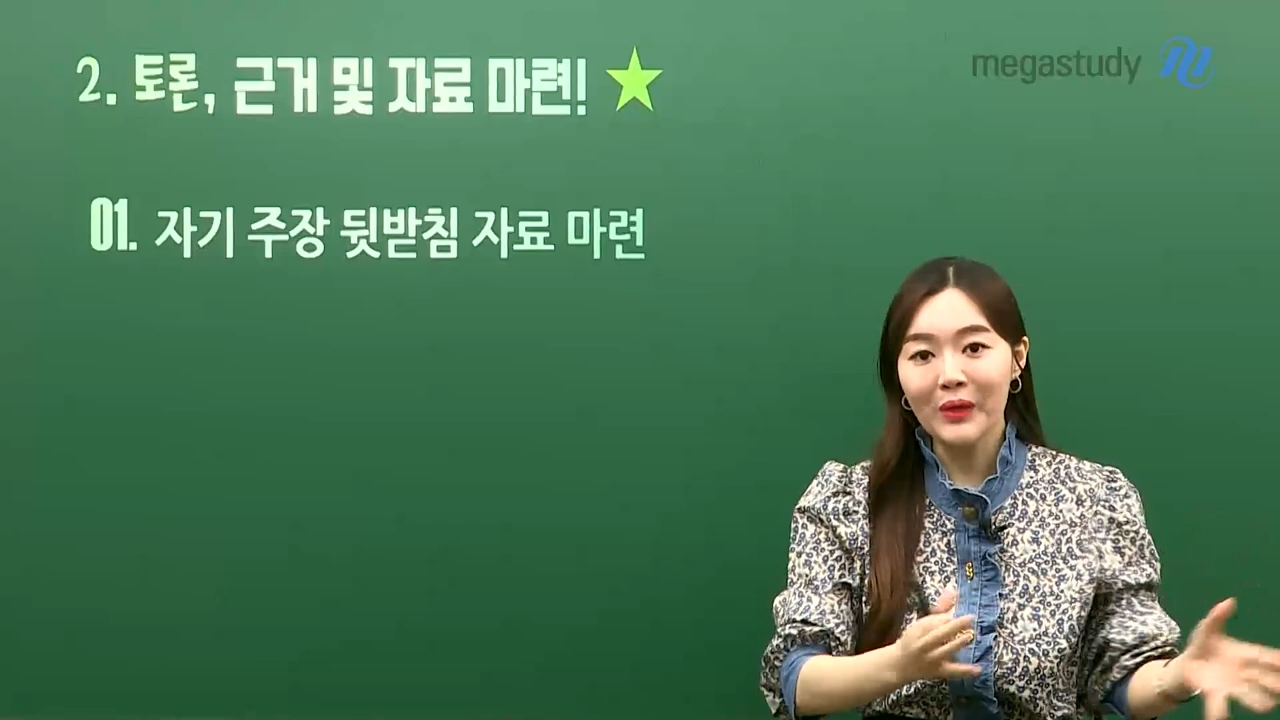 2. 토론, 근거 및 자료 마련! ★
megastudy
01. 자기 주장 뒷받침 자료 마련